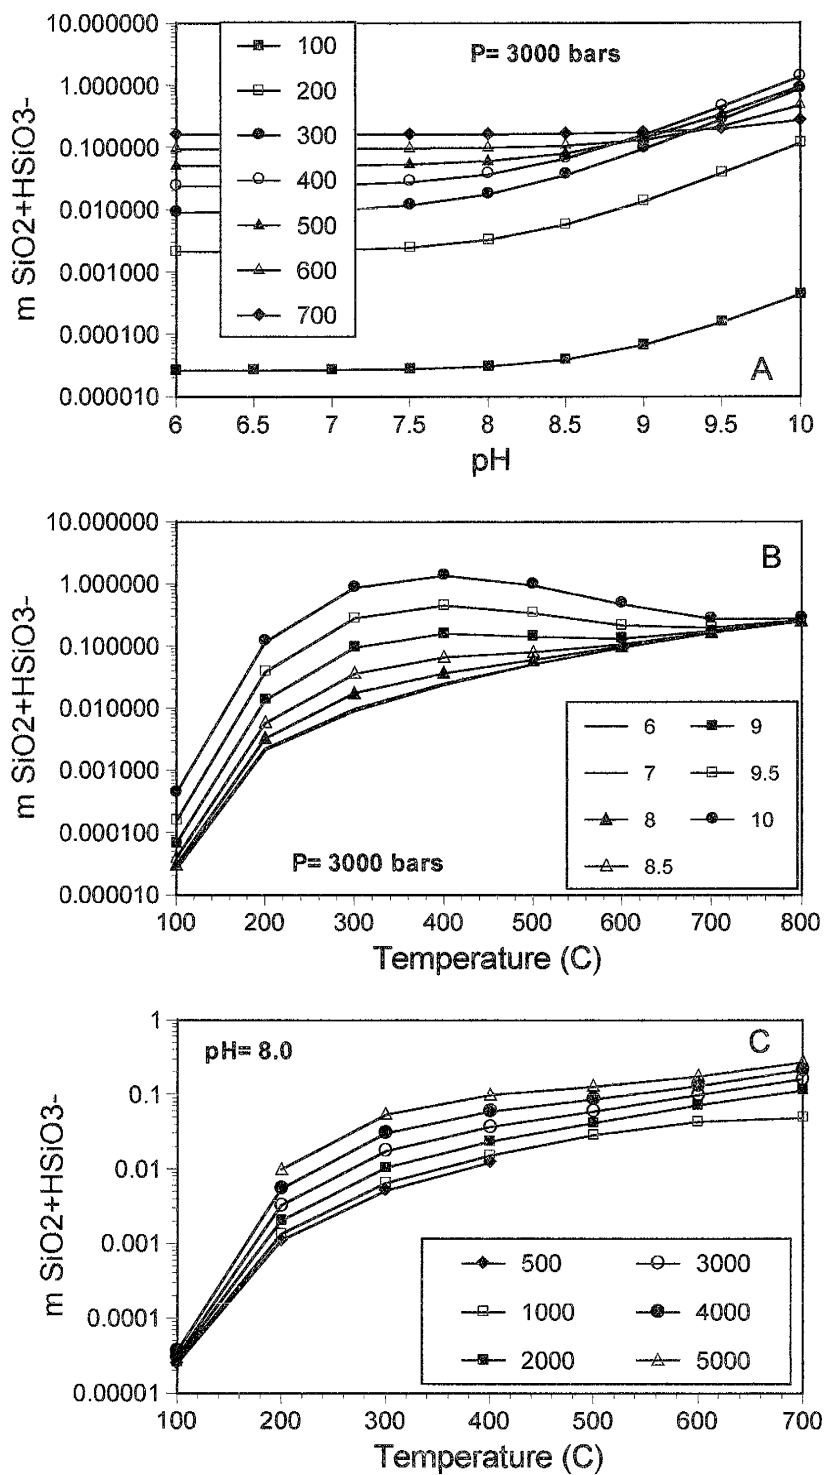 10.000000
1.000000
0.100000
0.010000
0.001000
0.000100
0.000010
m SiO2+HSiO3-
P= 3000 bars
100
200
300
400
500
600
700
A
6 6.5 7 7.5 8 8.5 9 9.5 10
pH
10.000000
1.000000
0.100000
0.010000
0.001000
0.000100
0.000010
m SiO2+HSiO3-
B
P= 3000 bars
6 9
7 9.5
8 10
8.5
100 200 300 400 500 600 700 800
Temperature (C)
1
0.1
0.01
0.001
0.0001
0.00001
m SiO2+HSiO3-
pH= 8.0
C
500 3000
1000 4000
2000 5000
100 200 300 400 500 600 700
Temperature (C)